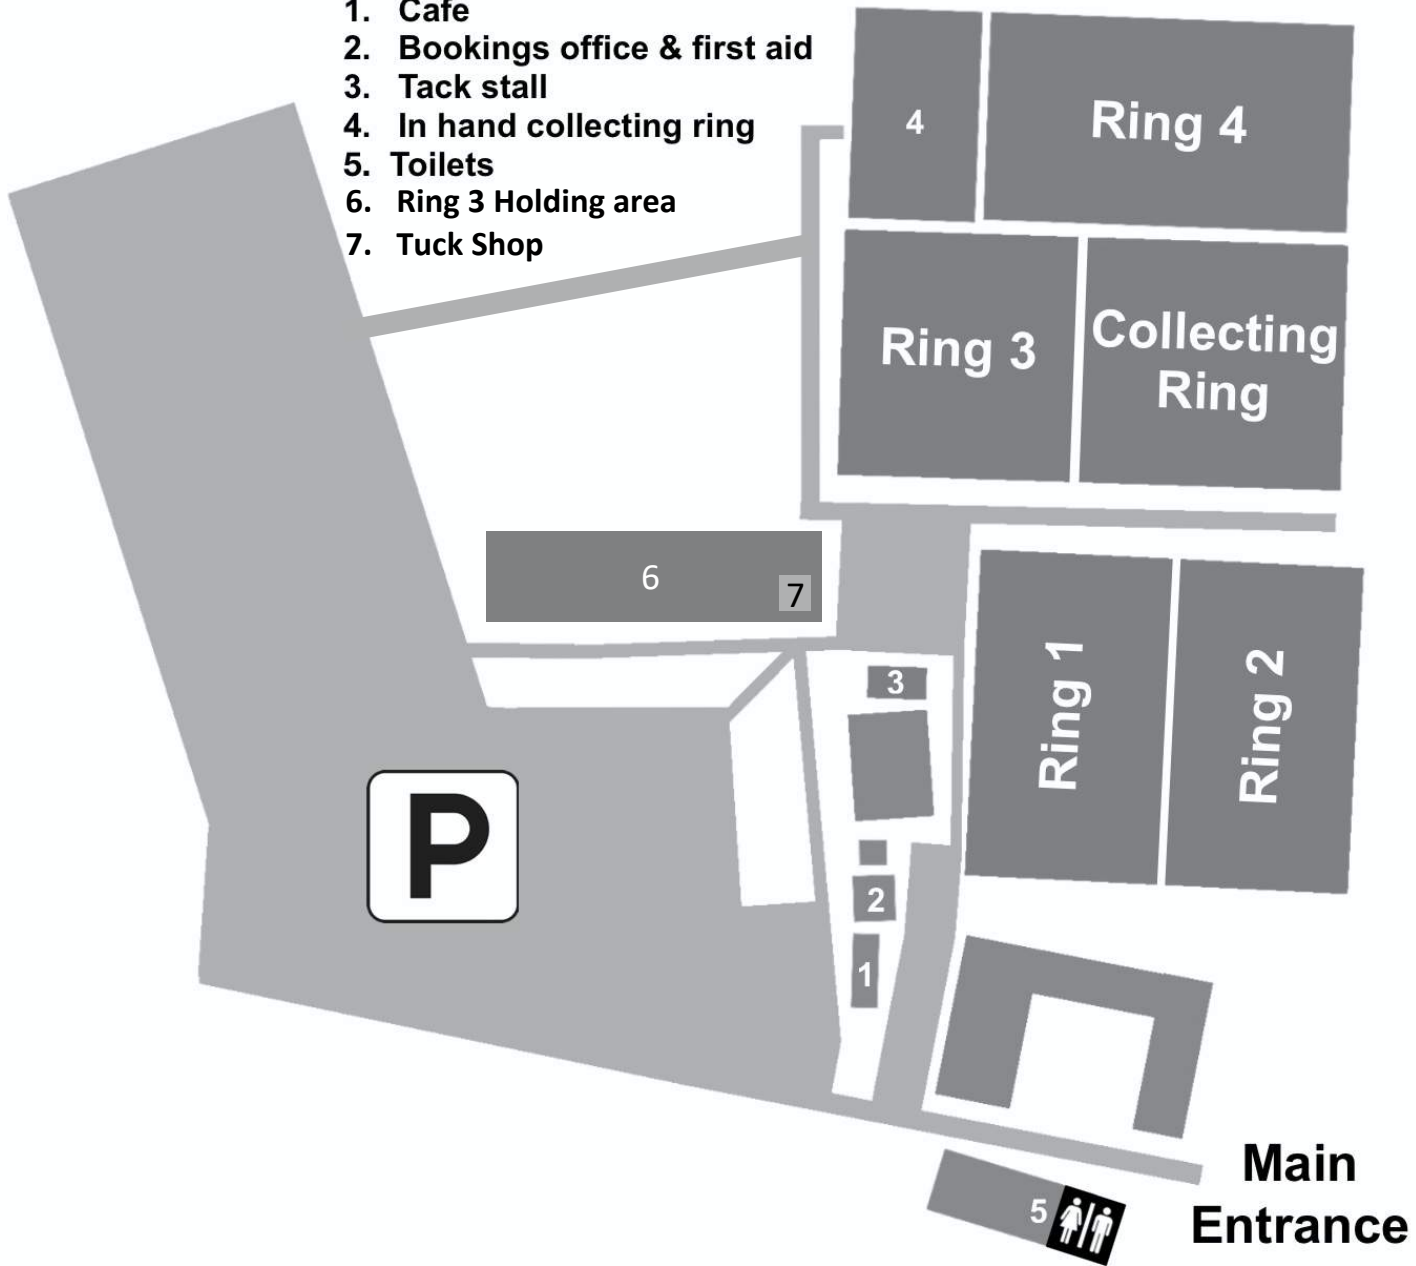 1. Cafe
2. Bookings office & first aid
3. Tack stall
4. In hand collecting ring
5. Toilets
6. Ring 3 Holding area
7. Tuck Shop
4
Ring 4
Ring 3
Collecting
Ring
6
7
3
Ring 1
Ring 2
P
2
1
5
Main
Entrance